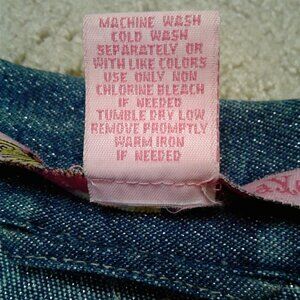 MACHINE WASH
COLD WASH
SEPARATELY OR
WITH LIKE COLORS
USE ONLY NON
CHLORINE BLEACH
IF NEEDED
TUMBLE DRY LOW
REMOVE PROMPTLY
WARM IRON
IF NEEDED